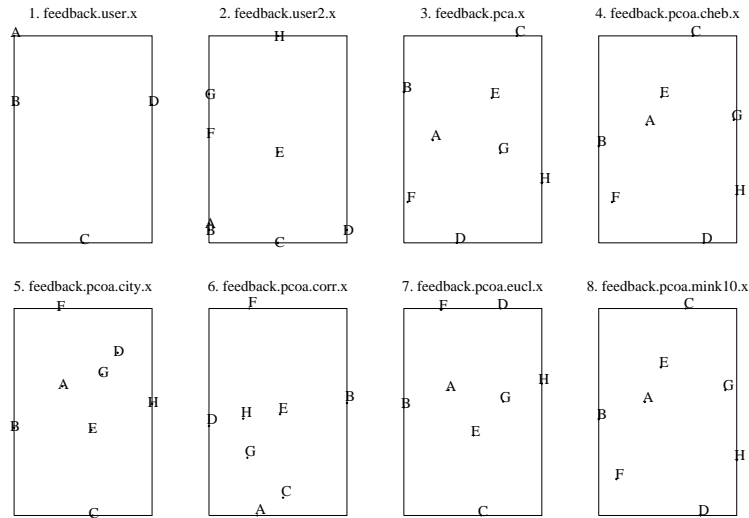 1. feedback.user.x
A
B
D
C
2. feedback.user2.x
H
G
F
E
A
B
D
C
3. feedback.pca.x
C
B
E
A
G
H
F
D
4. feedback.pcoa.cheb.x
C
E
G
A
B
H
F
D
5. feedback.pcoa.city.x
F
D
G
A
H
B
E
C
6. feedback.pcoa.corr.x
F
B
E
H
D
G
C
A
7. feedback.pcoa.eucl.x
F
D
H
A
G
B
E
C
8. feedback.pcoa.mink10.x
C
E
G
A
B
H
F
D